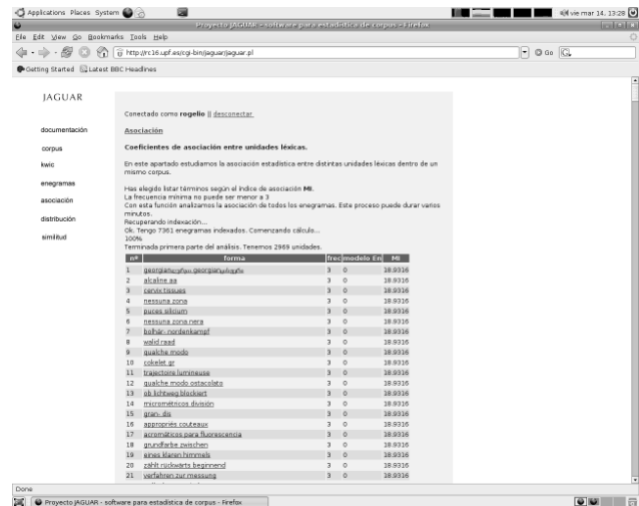 Applications Places System
vie mar 14, 13:28
Proyecto JAGUAR - software para estadística de corpus - Firefox
File Edit View Go Bookmarks Tools Help
http://rc16.upf.es/cgi-bin/jaguar/jaguar.pl
Go
Getting Started Latest BBC Headlines
JAGUAR
documentación
corpus
kwic
enegramas
asociación
distribución
similitud
Conectado como rogelio || desconectar
Asociación
Coeficientes de asociación entre unidades léxicas.
En este apartado estudiamos la asociación estadística entre distintas unidades léxicas dentro de un
mismo corpus.
Has elegido listar términos según el índice de asociación MI.
La frecuencia mínima no puede ser menor a 3
Con esta función analizamos la asociación de todos los enegramas. Este proceso puede durar varios
minutos.
Recuperando indexación...
Ok. Tengo 7361 enegramas indexados. Comenzando cálculo...
100%
Terminada primera parte del análisis. Tenemos 2969 unidades.
nº forma frec modelo En MI
1 3 0 18.9316
2 alcaline aa 3 0 18.9316
3 cervix tissues 3 0 18.9316
4 nessuna zona 3 0 18.9316
5 puces silicium 3 0 18.9316
6 nessuna zona nera 3 0 18.9316
7 bolhár- nordenkampf 3 0 18.9316
8 walid raad 3 0 18.9316
9 qualche modo 3 0 18.9316
10 cokelet gr 3 0 18.9316
11 trajectoire lumineuse 3 0 18.9316
12 qualche modo ostacolato 3 0 18.9316
13 ob lichtweg blockiert 3 0 18.9316
14 micrométricos división 3 0 18.9316
15 gran- dis 3 0 18.9316
16 appropriés couteaux 3 0 18.9316
17 acromáticos para fluorescencia 3 0 18.9316
18 grundfarbe zwischen 3 0 18.9316
19 eines klaren himmels 3 0 18.9316
20 zählt rückwärts beginnend 3 0 18.9316
21 verfahren zur messung 3 0 18.9316
Done
Proyecto JAGUAR - software para estadística de corpus - Firefox